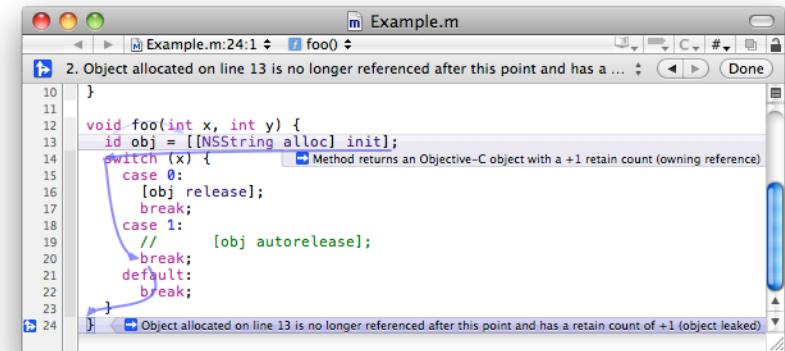 Example.m
Example.m:24:1 foo()
C #
2. Object allocated on line 13 is no longer referenced after this point and has a ... Done
10 }
11
12 void foo(int x, int y) {
13 id obj = [[NSString alloc] init];
14 switch (x) { Method returns an Objective-C object with a +1 retain count (owning reference)
15 case 0:
16 [obj release];
17 break;
18 case 1:
19 // [obj autorelease];
20 break;
21 default:
22 break;
23 }
24 } Object allocated on line 13 is no longer referenced after this point and has a retain count of +1 (object leaked)